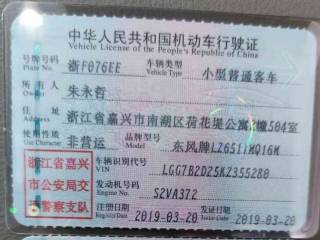 中华人民共和国机动车行驶证
Vehicle License of the People's Republic of China
号牌号码 浙F076EE 车辆类型 小型普通客车
Plate No. Vehicle Type
所有人 朱永哲
Owner
住址 浙江省嘉兴市南湖区荷花堤公寓2幢504室
Address
使用性质 非营运 品牌型号 东风牌LZ6511MQ16M
Use Character Model
浙江省嘉兴
市公安局交
警察支队
车辆识别代号 LGG7B2D25KZ355280
VIN
发动机号码 S2VA372
Engine No.
注册日期 2019-03-20 发证日期 2019-03-20
Register Date Issue Date